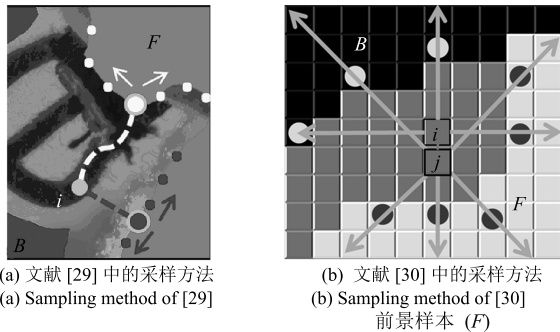 F
B
i
i
j
B
F
(a) 文献 [29] 中的采样方法
(b) 文献 [30] 中的采样方法
(a) Sampling method of [29]
(b) Sampling method of [30]
前景样本 (F)